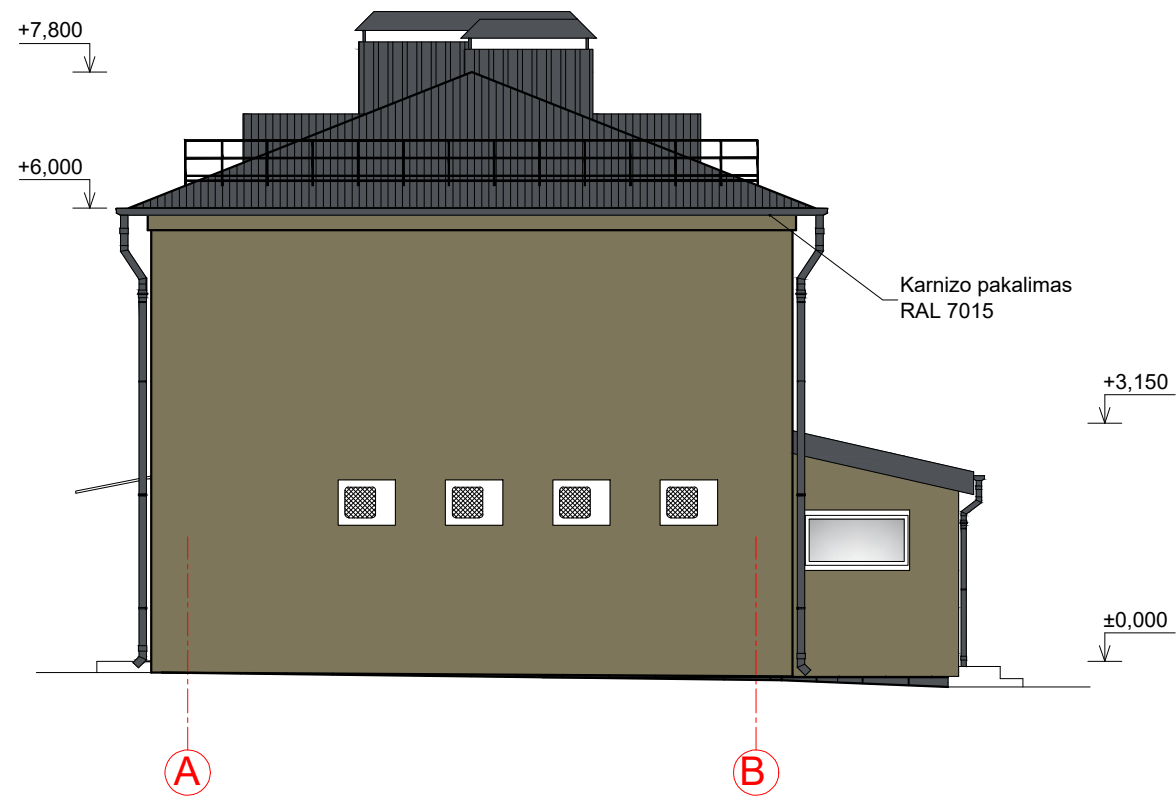 +7,800
+6,000
Karnizo pakalimas
RAL 7015
+3,150
±0,000
A
B